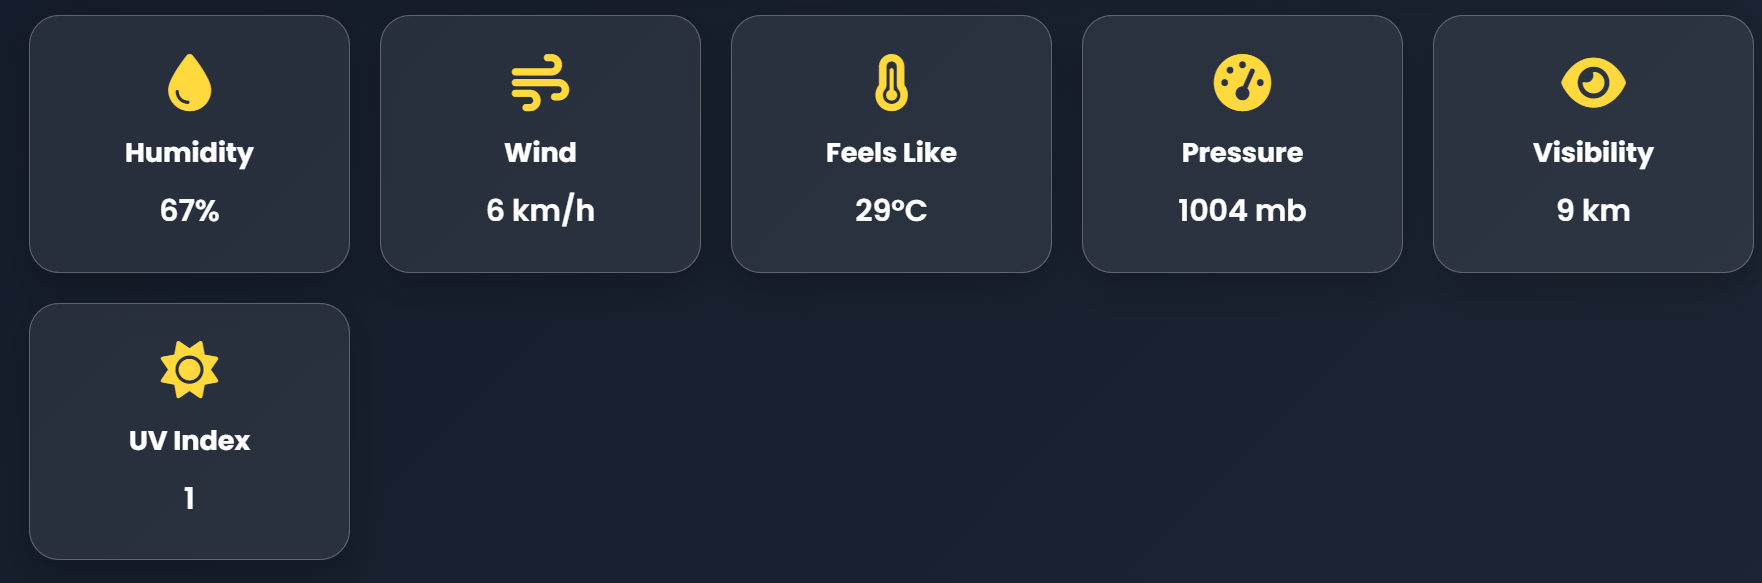 Humidity
67%
Wind
6 km/h
Feels Like
29°C
Pressure
1004 mb
Visibility
9 km
UV Index
1